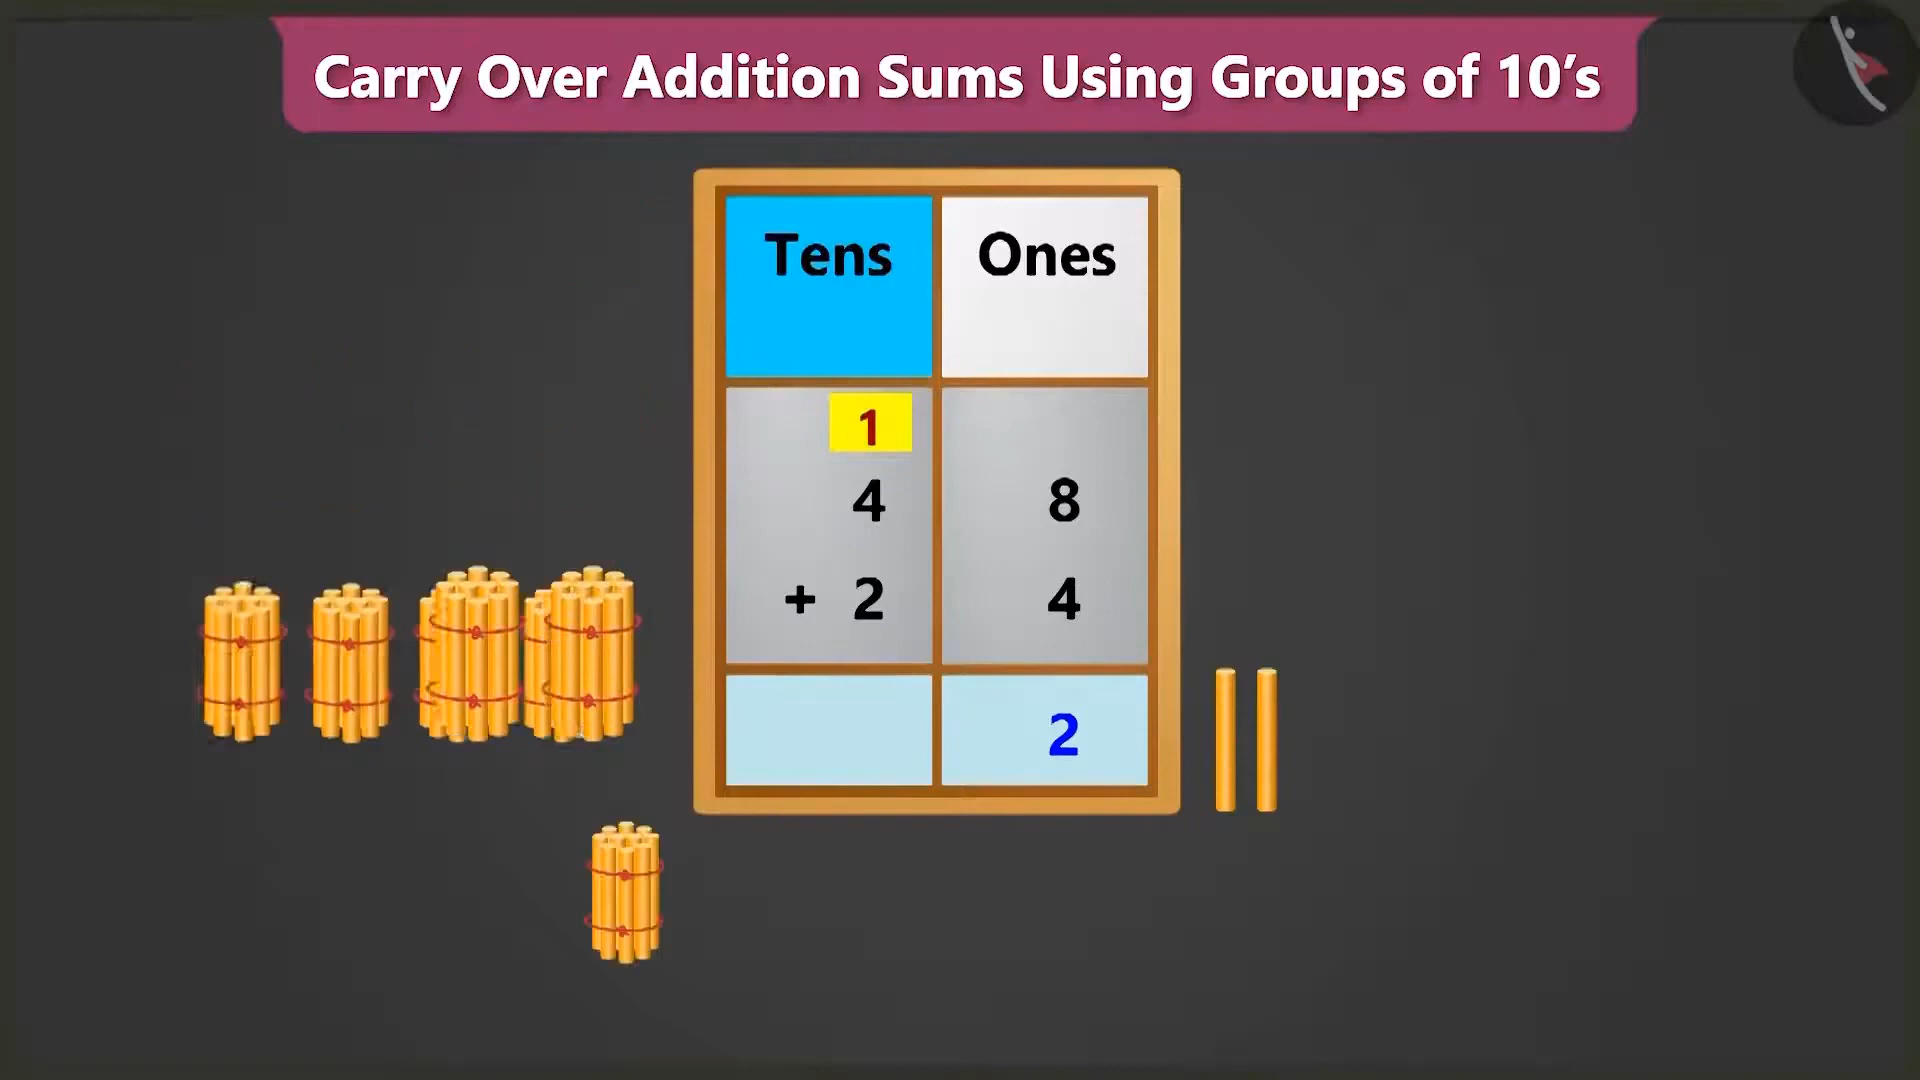 Carry Over Addition Sums Using Groups of 10’s
Tens Ones
1
4 8
+ 2 4
2